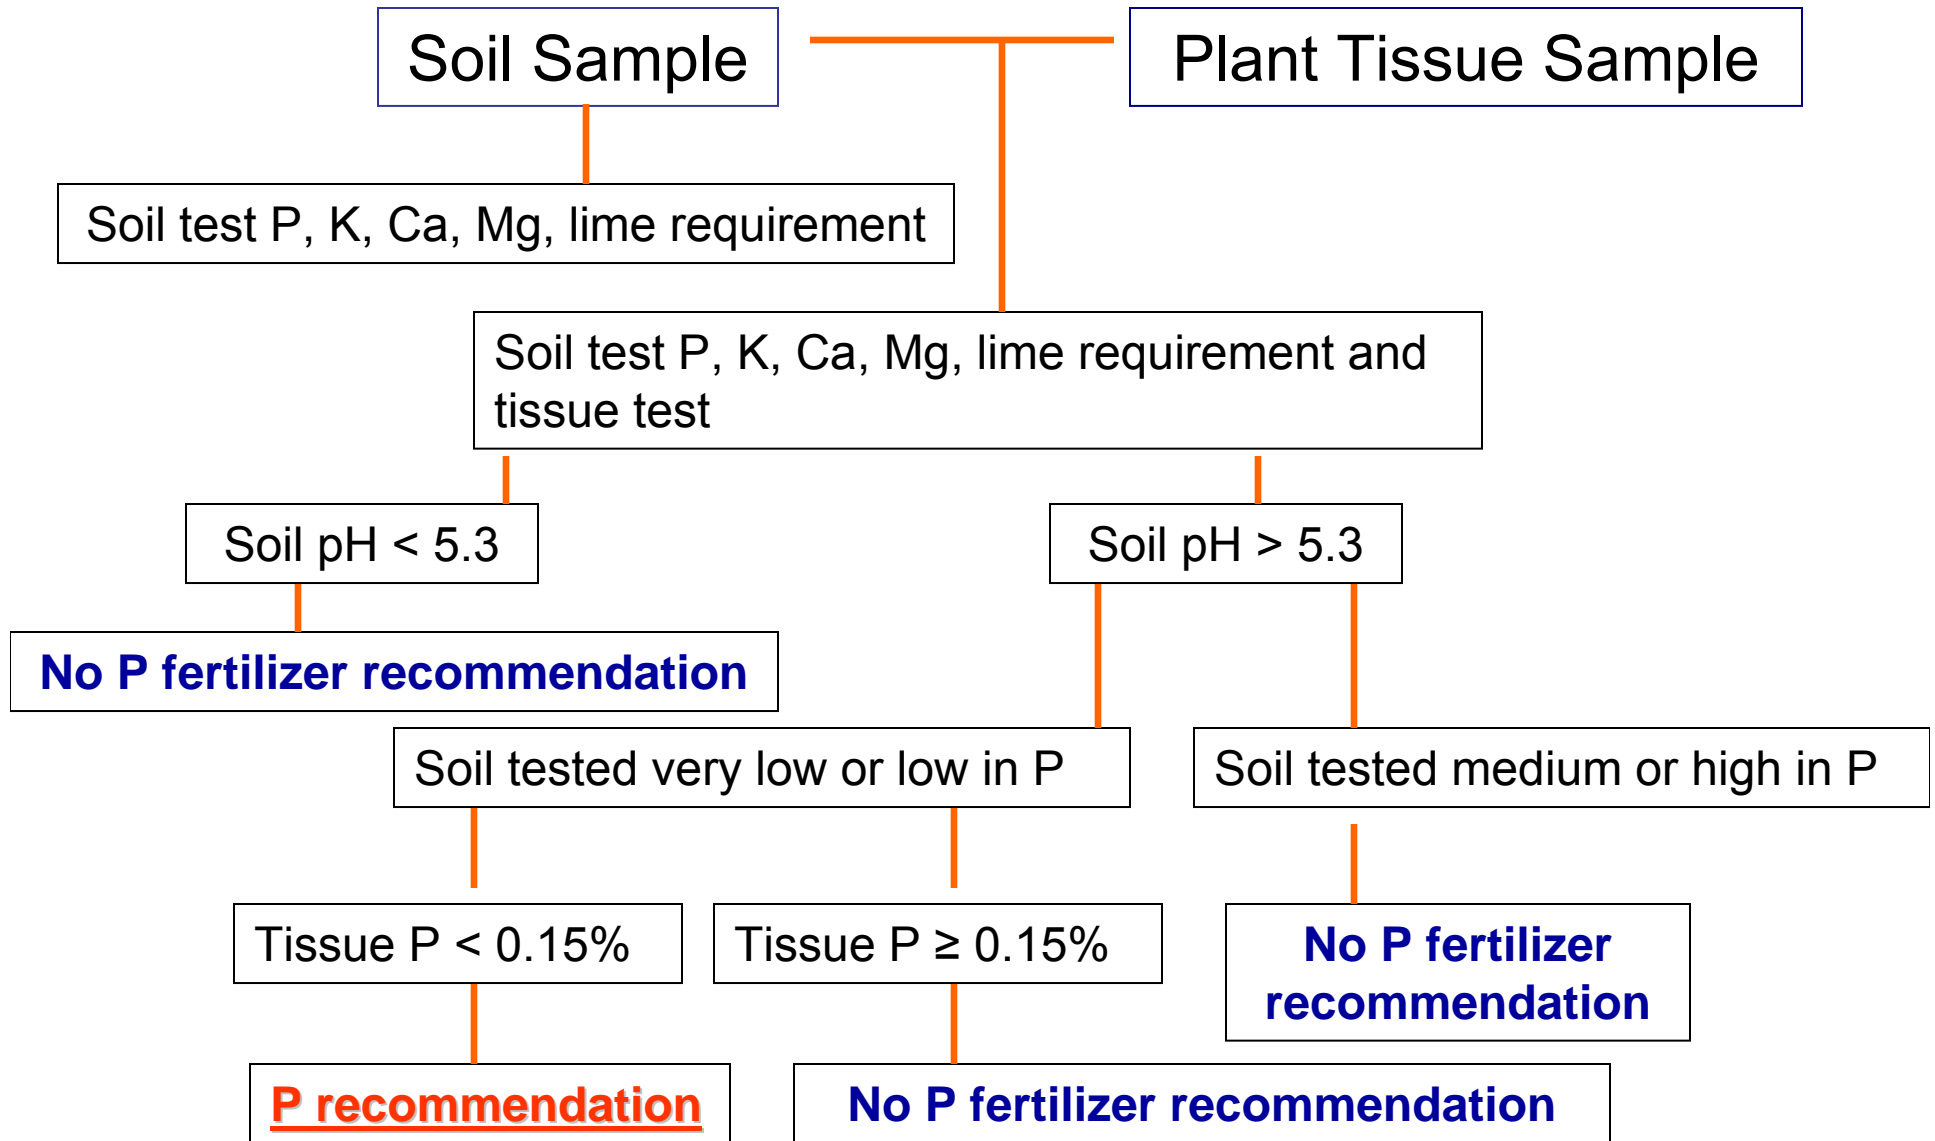 Soil Sample
Plant Tissue Sample
Soil test P, K, Ca, Mg, lime requirement
Soil test P, K, Ca, Mg, lime requirement and
tissue test
Soil pH < 5.3
Soil pH > 5.3
No P fertilizer recommendation
Soil tested very low or low in P
Soil tested medium or high in P
Tissue P < 0.15%
Tissue P ≥ 0.15%
No P fertilizer
recommendation
P recommendation
No P fertilizer recommendation